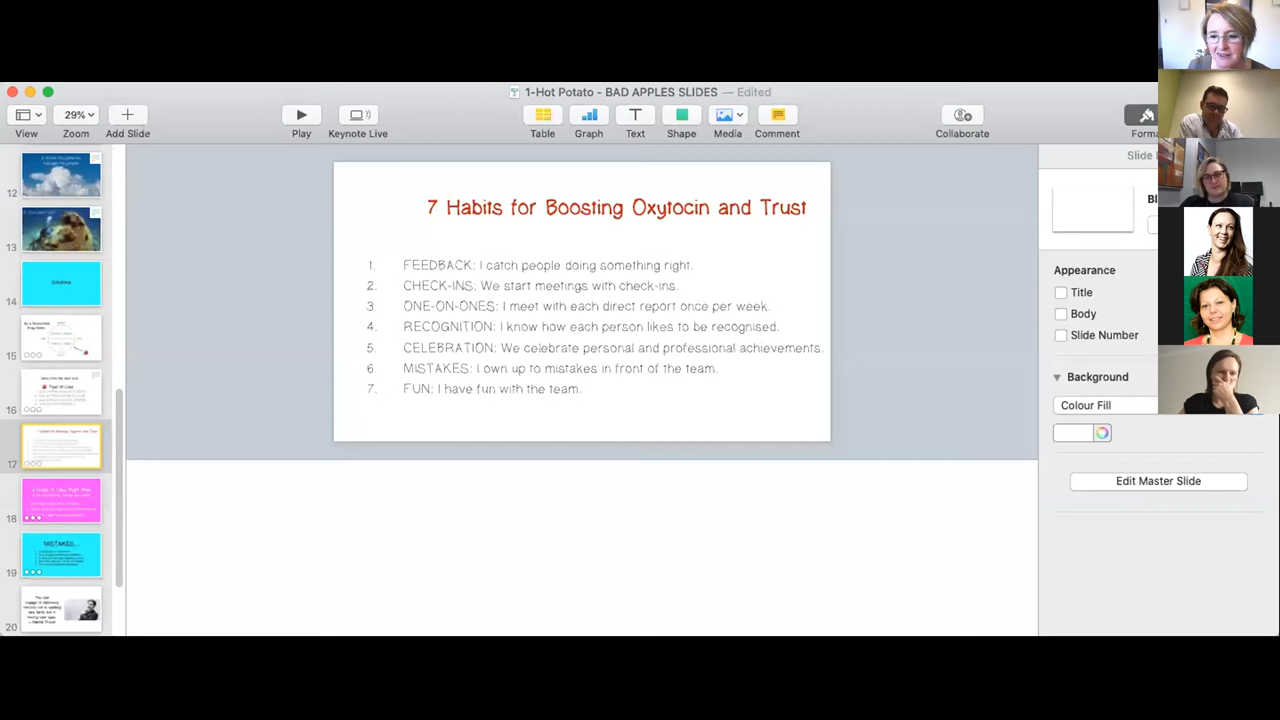 1-Hot Potato - BAD APPLES SLIDES — Edited
29%
View
Zoom
Add Slide
Play
Keynote Live
Table
Graph
Text
Shape
Media
Comment
Collaborate
Forma
12
13
14
15
16
17
18
19
MISTAKES...
20
7 Habits for Boosting Oxytocin and Trust
1. FEEDBACK: I catch people doing something right.
2. CHECK-INS: We start meetings with check-ins.
3. ONE-ON-ONES: I meet with each direct report once per week.
4. RECOGNITION: I know how each person likes to be recognised.
5. CELEBRATION: We celebrate personal and professional achievements.
6. MISTAKES: I own up to mistakes in front of the team.
7. FUN: I have fun with the team.
Slide
Bl
Appearance
Title
Body
Slide Number
Background
Colour Fill
Edit Master Slide